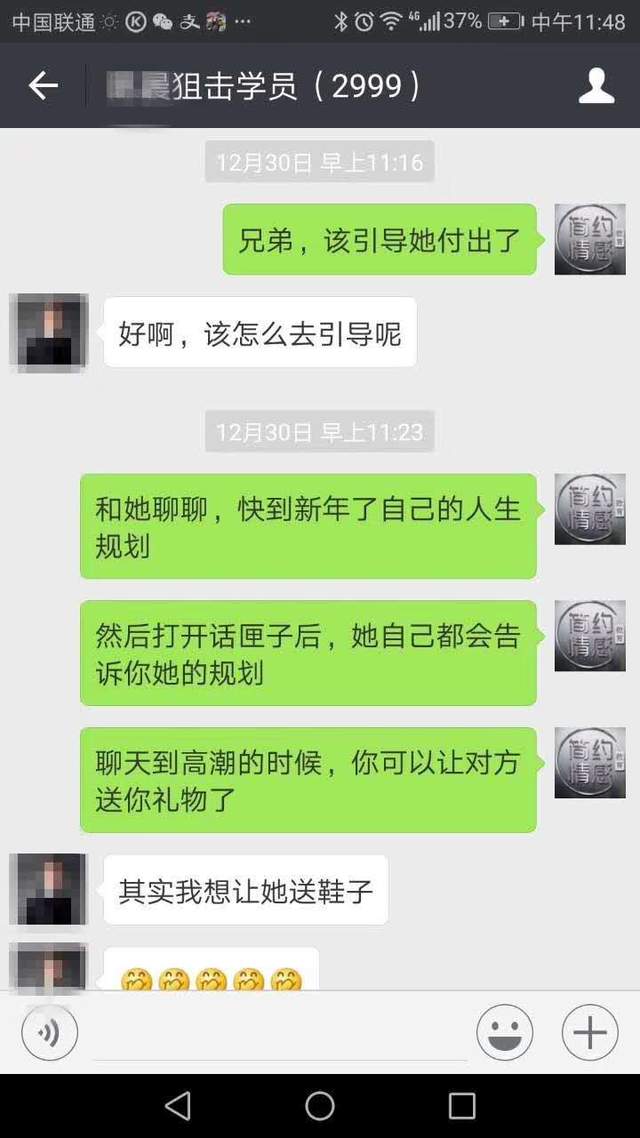 中国联通 4G 37% 中午11:48
狙击学员（2999）
12月30日 早上11:16
兄弟，该引导她付出了
简约
情感
好啊，该怎么去引导呢
12月30日 早上11:23
和她聊聊，快到新年了自己的人生
规划
简约
情感
然后打开话匣子后，她自己都会告
诉你她的规划
简约
情感
聊天到高潮的时候，你可以让对方
送你礼物了
简约
情感
其实我想让她送鞋子